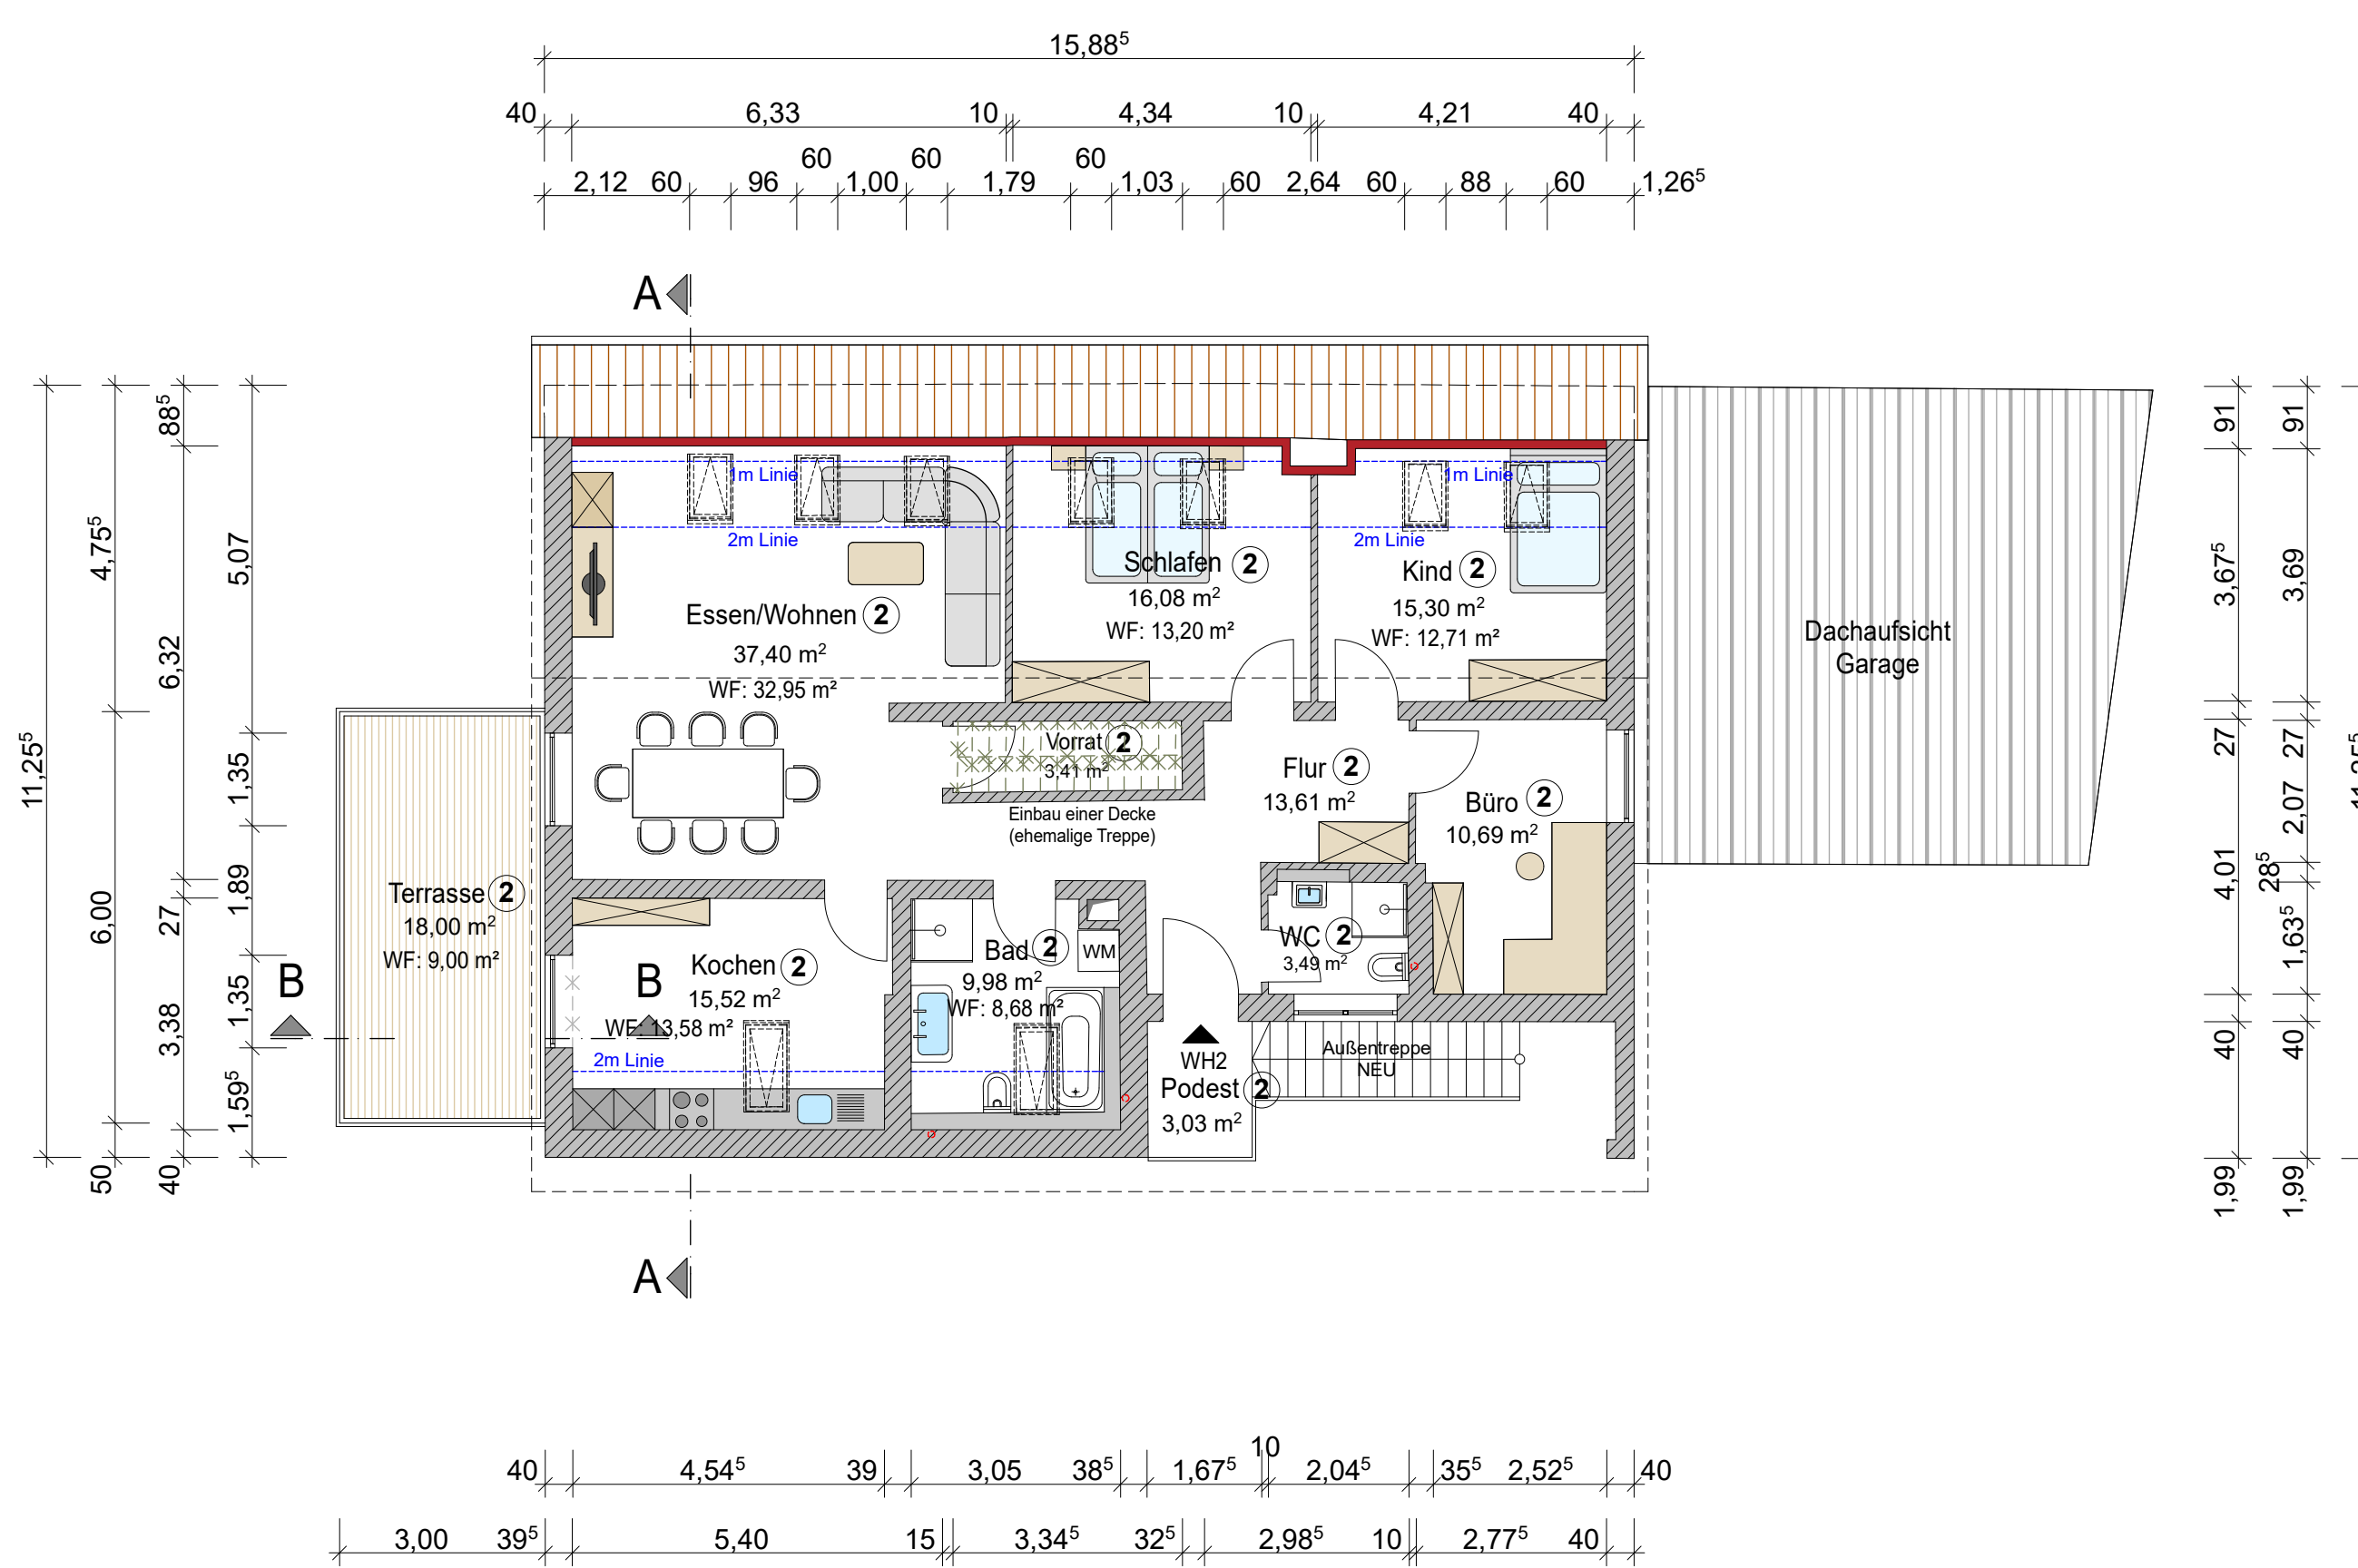 15,88⁵
40 6,33 10 4,34 10 4,21 40
60 60 60
2,12 60 96 1,00 1,79 1,03 60 2,64 60 88 60 1,26⁵
A
88⁵
4,75⁵
5,07
6,32
11,25⁵
1,35
6,00
1,89
27
1,35
3,38
1,59⁵
50
40
1m Linie
1m Linie
2m Linie
2m Linie
Essen/Wohnen 2
37,40 m²
WF: 32,95 m²
Schlafen 2
16,08 m²
WF: 13,20 m²
Kind 2
15,30 m²
WF: 12,71 m²
Dachaufsicht
Garage
Vorrat 2
3,41 m²
Einbau einer Decke
(ehemalige Treppe)
Flur 2
13,61 m²
Büro 2
10,69 m²
Terrasse 2
18,00 m²
WF: 9,00 m²
B
B
Kochen 2
15,52 m²
WF: 13,58 m²
2m Linie
Bad 2
9,98 m²
WF: 8,68 m²
WM
WC 2
3,49 m²
WH2
Podest 2
3,03 m²
Außentreppe
NEU
91
91
3,67⁵
3,69
27
27
2,07
4,01
28⁵
1,63⁵
40
40
1,99
1,99
A
10
40 4,54⁵ 39 3,05 38⁵ 1,67⁵ 2,04⁵ 35⁵ 2,52⁵ 40
3,00 39⁵ 5,40 15 3,34⁵ 32⁵ 2,98⁵ 10 2,77⁵ 40